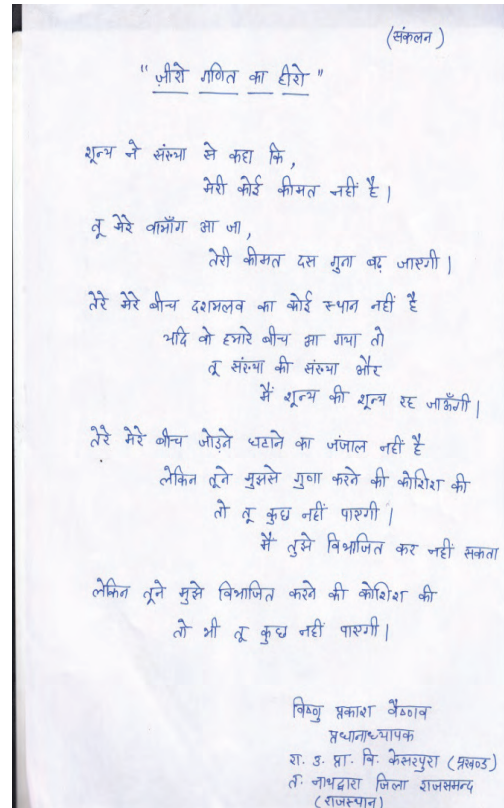 (संकलन)
" ज़ीरो गणित का हीरो "
शून्य ने संख्या से कहा कि,
मेरी कोई कीमत नहीं है।
तू मेरे वामाँग आ जा,
तेरी कीमत दस गुना बढ़ जाएगी।
तेरे मेरे बीच दशमलव का कोई स्थान नहीं है
यदि वो हमारे बीच आ गया तो
तू संख्या की संख्या और
मैं शून्य की शून्य रह जाऊँगी।
तेरे मेरे बीच जोड़ने घटाने का जंजाल नहीं है
लेकिन तूने मुझसे गुणा करने की कोशिश की
तो तू कुछ नहीं पाएगी।
मैं तुझे विभाजित कर नहीं सकता
लेकिन तूने मुझे विभाजित करने की कोशिश की
तो भी तू कुछ नहीं पाएगी।
विष्णु प्रकाश वैष्णव
प्रधानाध्यापक
रा. उ. प्रा. वि. केसरपुरा (प्रखण्ड)
त. नाथद्वारा जिला राजसमन्द
(राजस्थान)